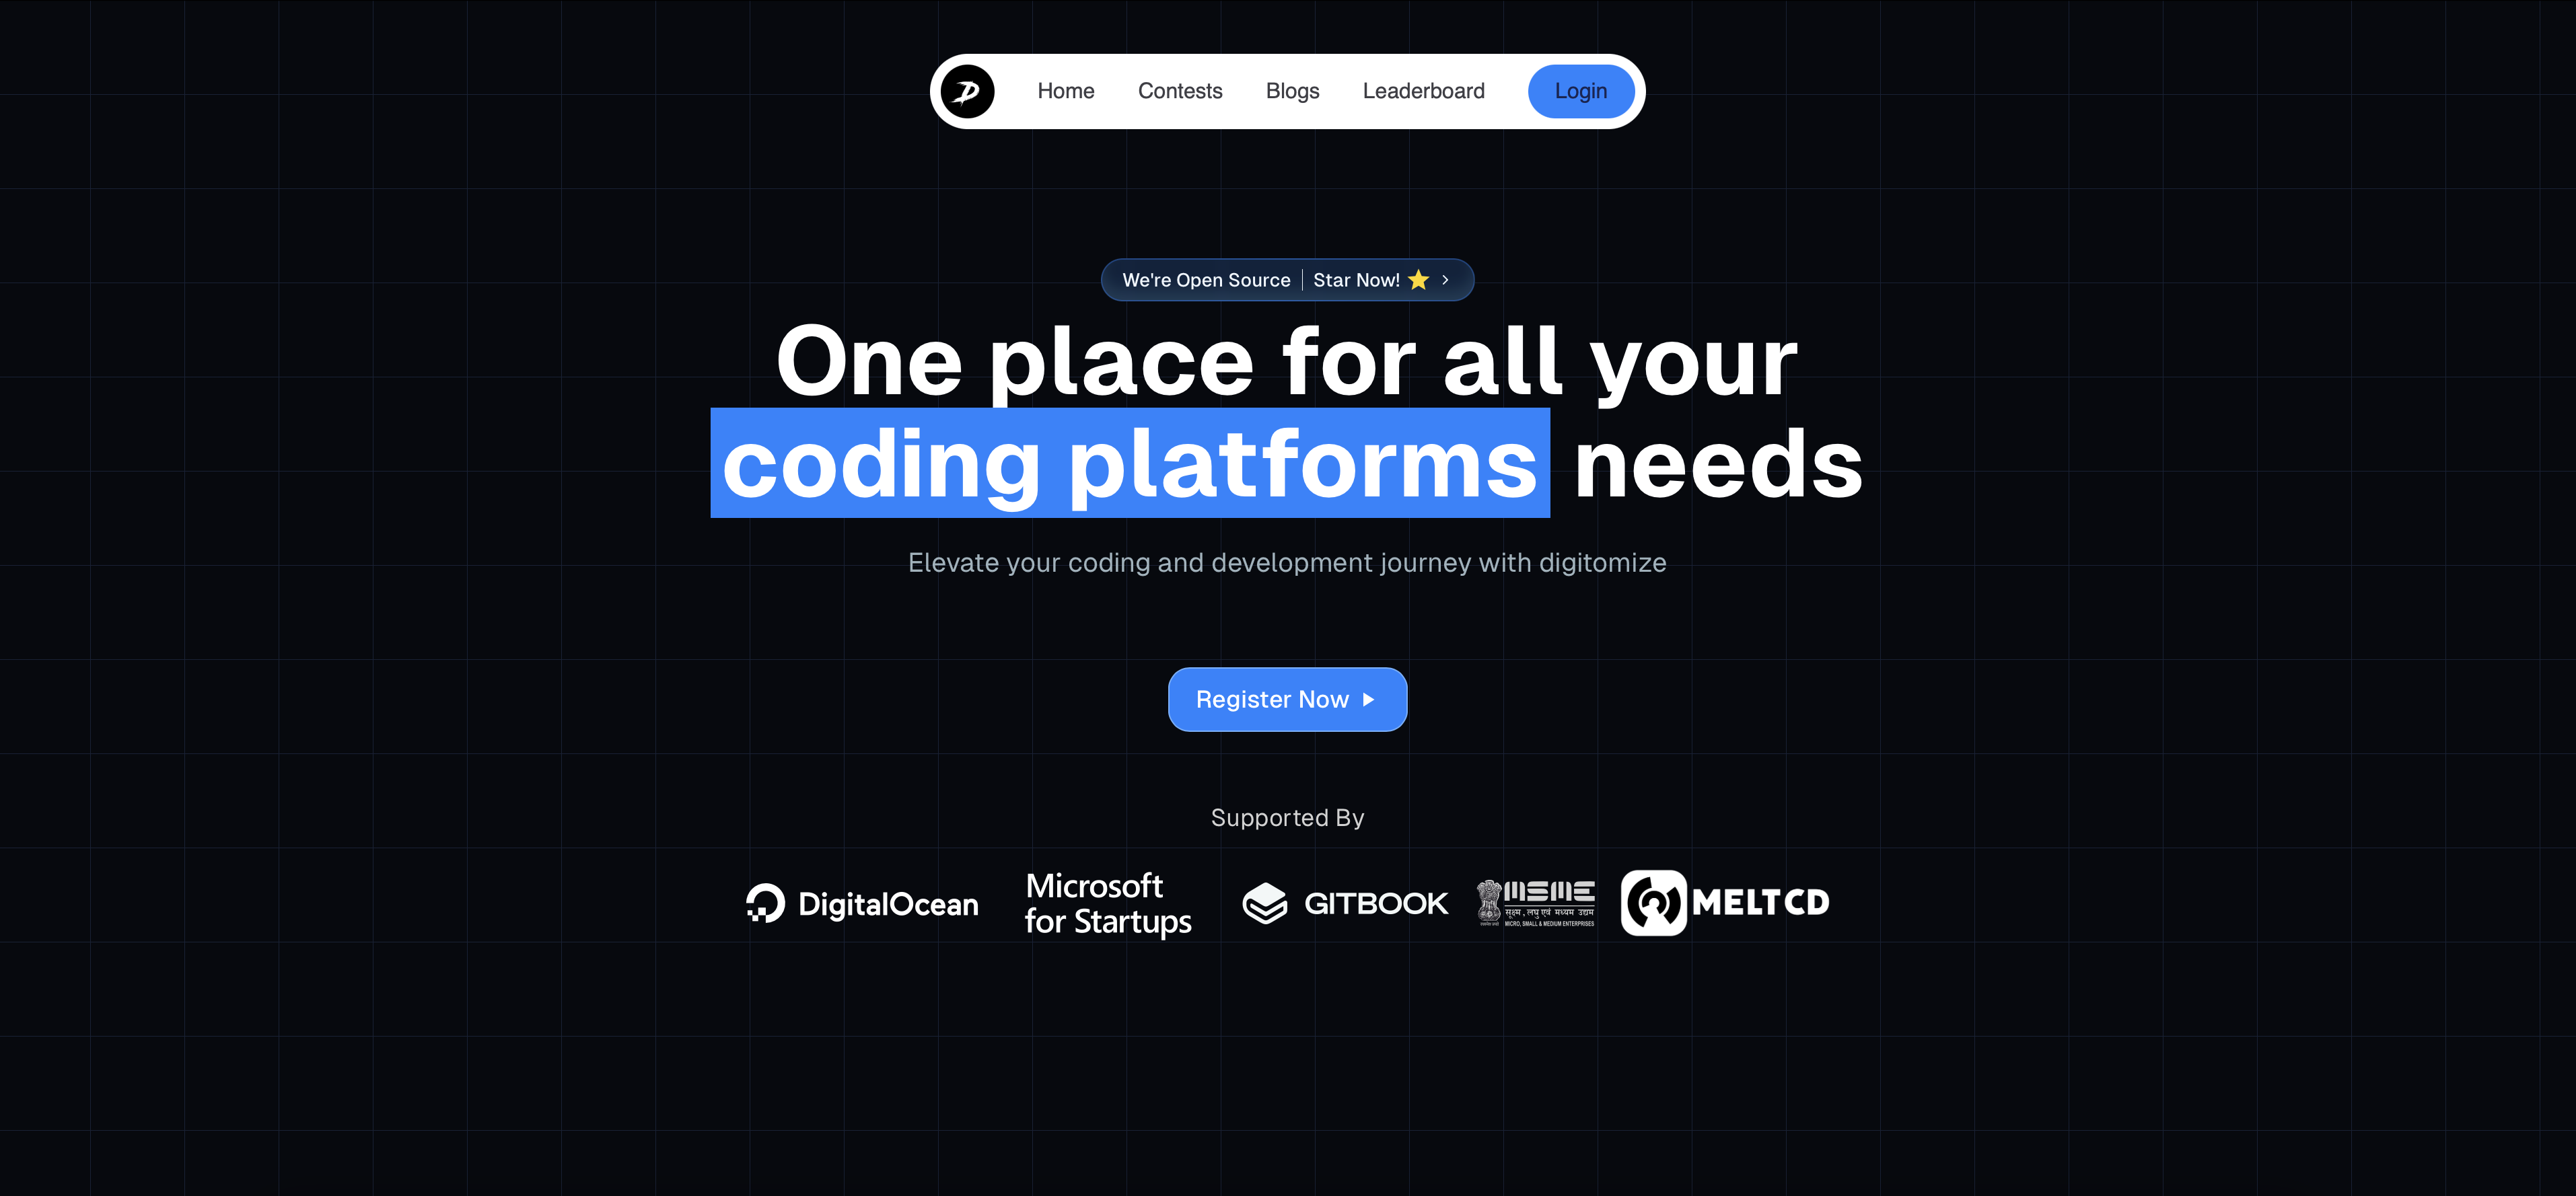 Home Contests Blogs Leaderboard Login
We're Open Source | Star Now! ⭐ ›
One place for all your
coding platforms needs
Elevate your coding and development journey with digitomize
Register Now
Supported By
DigitalOcean
Microsoft
for Startups
GITBOOK
MSME
सूक्ष्म, लघु एवं मध्यम उद्यम
MICRO, SMALL & MEDIUM ENTERPRISES
MELTCD